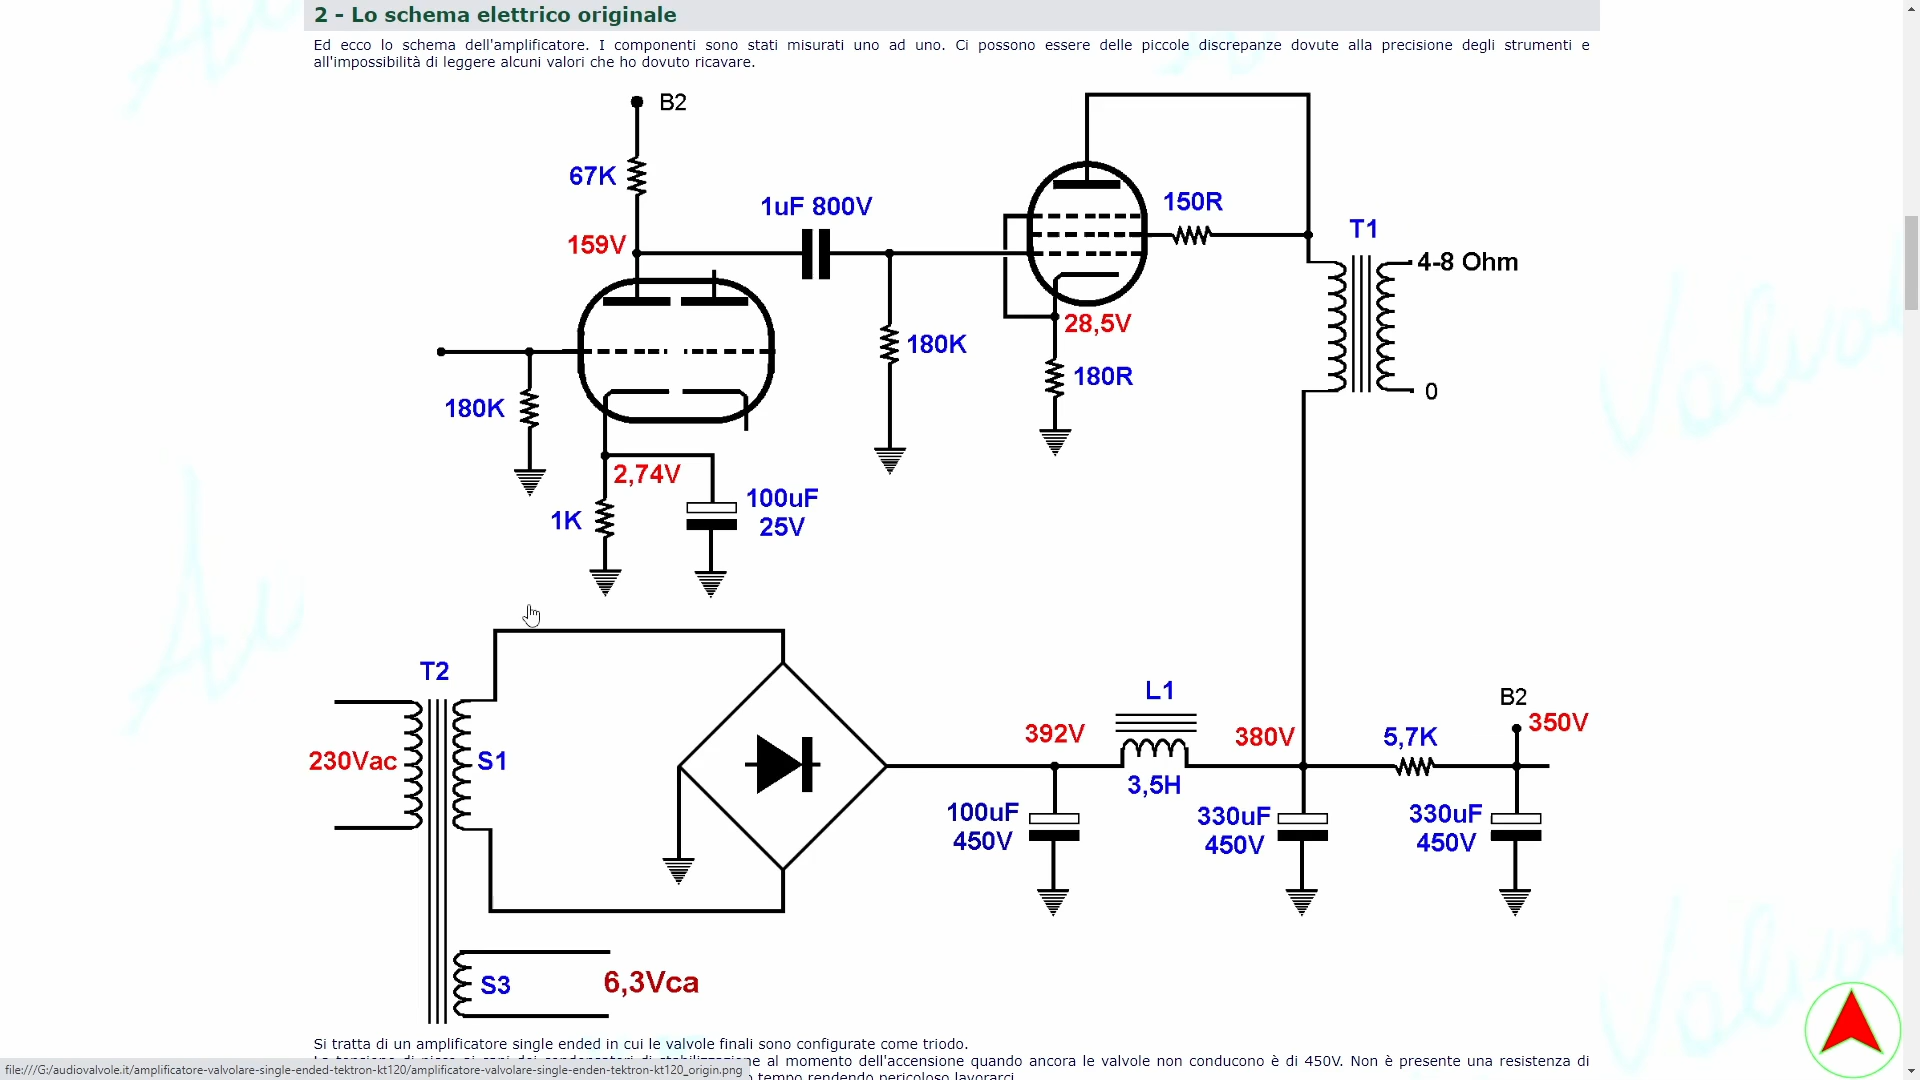 2 - Lo schema elettrico originale
Ed ecco lo schema dell'amplificatore. I componenti sono stati misurati uno ad uno. Ci possono essere delle piccole discrepanze dovute alla precisione degli strumenti e
all'impossibilità di leggere alcuni valori che ho dovuto ricavare.
B2
67K
150R
1uF 800V
T1
159V
4-8 Ohm
28,5V
180K
180R
0
180K
2,74V
100uF
25V
1K
T2
L1
B2
350V
392V
380V
5,7K
230Vac
S1
3,5H
100uF
450V
330uF
450V
330uF
450V
S3
6,3Vca
Si tratta di un amplificatore single ended in cui le valvole finali sono configurate come triodo.
al momento dell'accensione quando ancora le valvole non conducono è di 450V. Non è presente una resistenza di
file:///G:/audiovalvole.it/amplificatore-valvolare-single-ended-tektron-kt120/amplificatore-valvolare-single-enden-tektron-kt120_origin.png
tempo rendendo pericoloso lavorarci